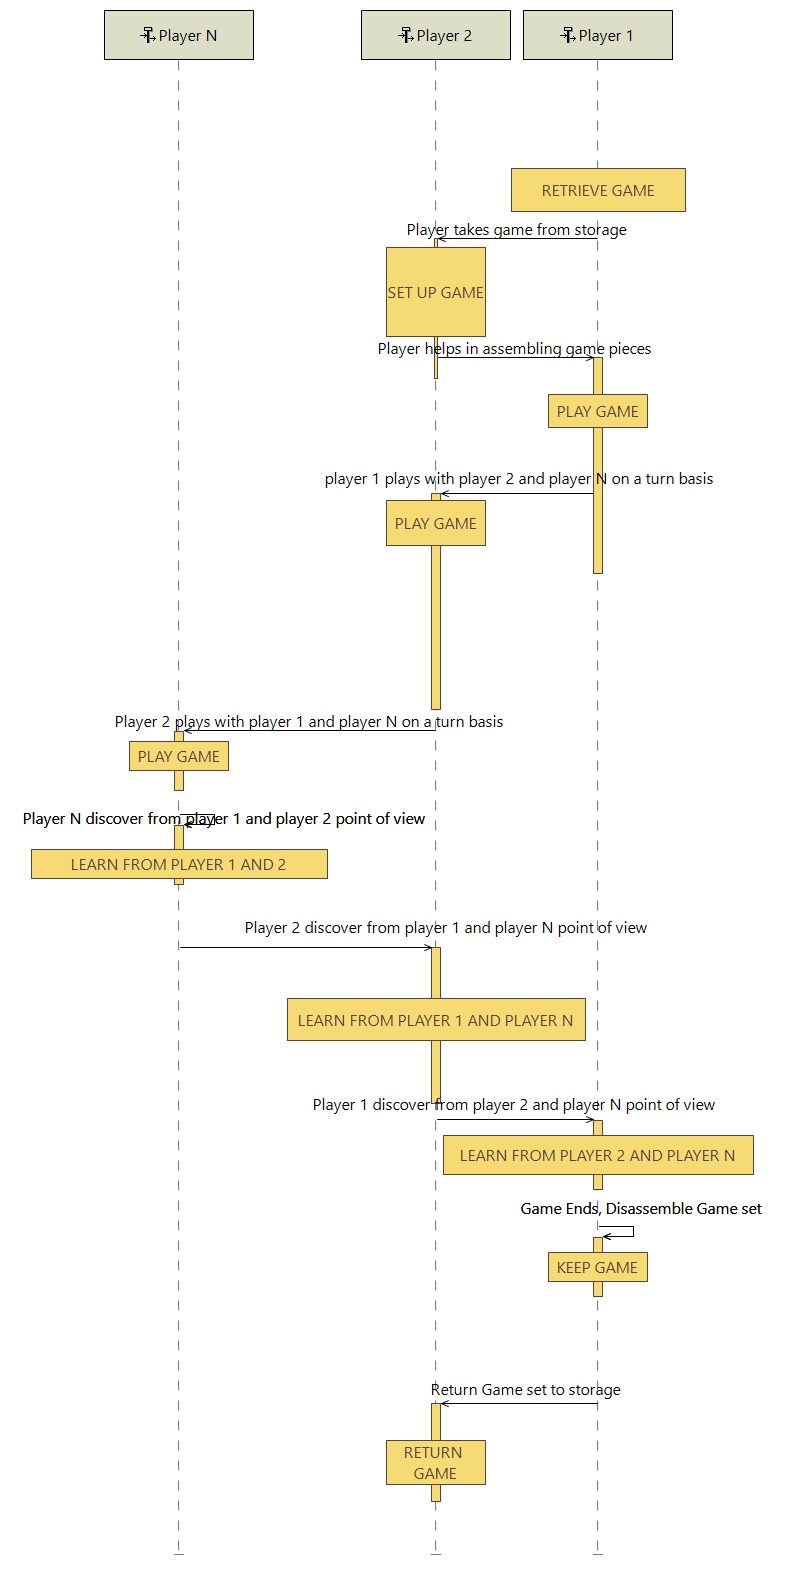 Player N
Player 2
Player 1
RETRIEVE GAME
Player takes game from storage
SET UP GAME
Player helps in assembling game pieces
PLAY GAME
player 1 plays with player 2 and player N on a turn basis
PLAY GAME
Player 2 plays with player 1 and player N on a turn basis
PLAY GAME
Player N discover from player 1 and player 2 point of view
LEARN FROM PLAYER 1 AND 2
Player 2 discover from player 1 and player N point of view
LEARN FROM PLAYER 1 AND PLAYER N
Player 1 discover from player 2 and player N point of view
LEARN FROM PLAYER 2 AND PLAYER N
Game Ends, Disassemble Game set
KEEP GAME
Return Game set to storage
RETURN
GAME